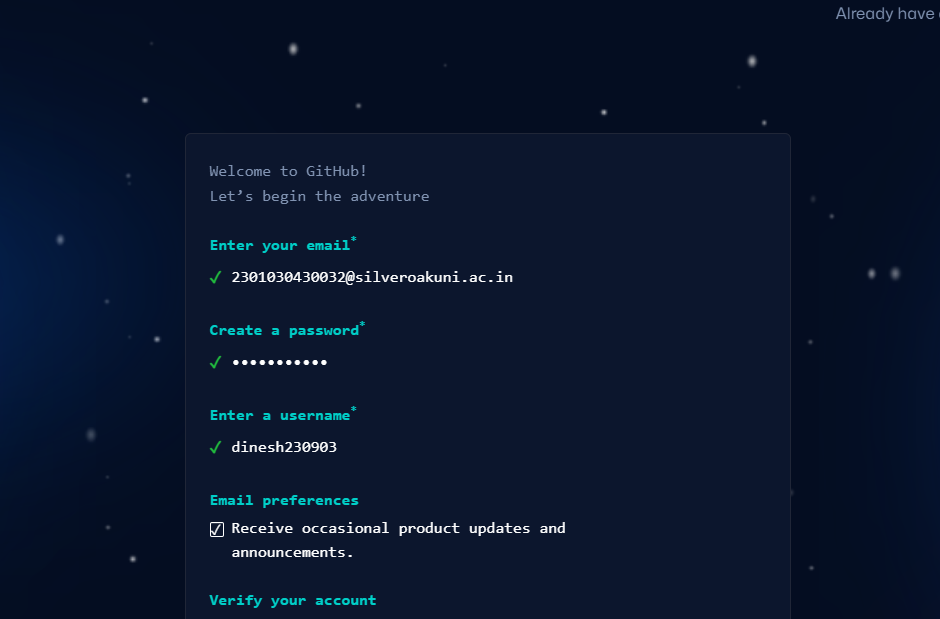 Already have
Welcome to GitHub!
Let’s begin the adventure
Enter your email*
✓ 2301030430032@silveroakuni.ac.in
Create a password*
✓ •••••••••••
Enter a username*
✓ dinesh230903
Email preferences
☑ Receive occasional product updates and
announcements.
Verify your account